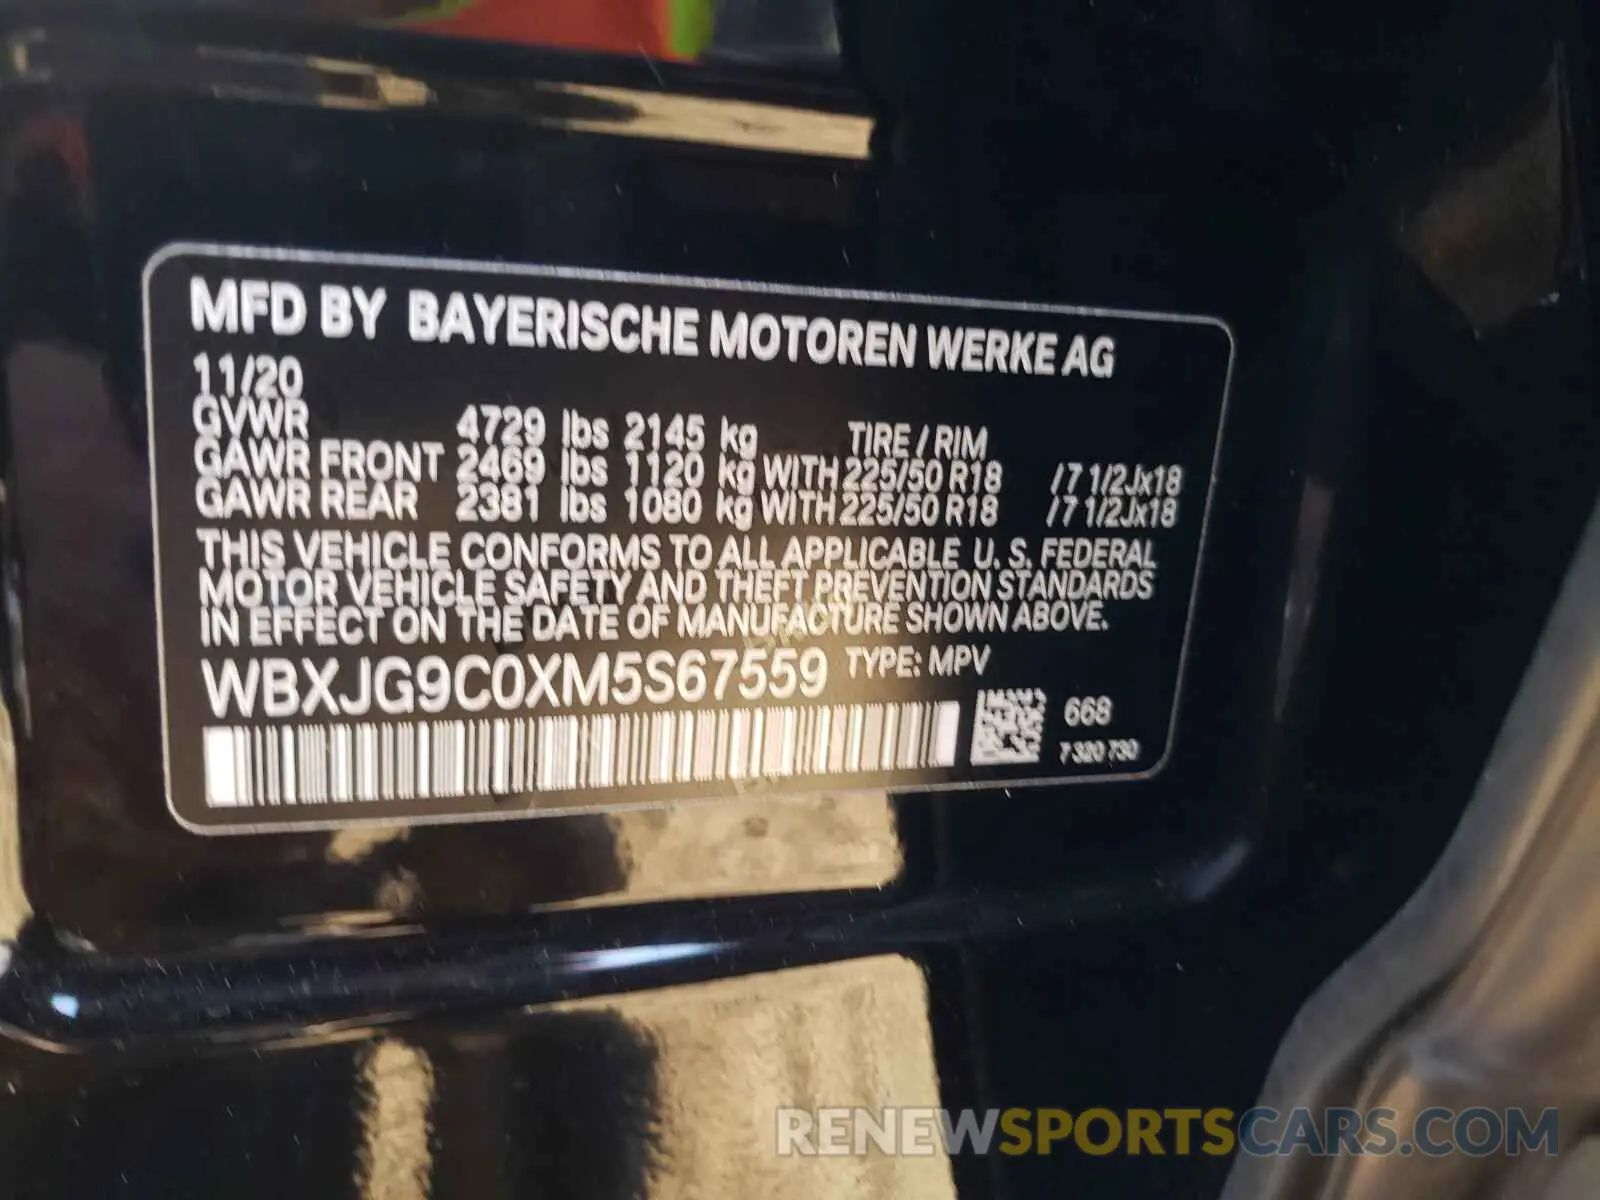 MFD BY BAYERISCHE MOTOREN WERKE AG
11/20
GVWR 4729 lbs 2145 kg TIRE / RIM
GAWR FRONT 2469 lbs 1120 kg WITH 225/50 R18 / 7 1/2Jx18
GAWR REAR 2381 lbs 1080 kg WITH 225/50 R18 / 7 1/2Jx18
THIS VEHICLE CONFORMS TO ALL APPLICABLE U. S. FEDERAL
MOTOR VEHICLE SAFETY AND THEFT PREVENTION STANDARDS
IN EFFECT ON THE DATE OF MANUFACTURE SHOWN ABOVE.
WBXJG9C0XM5S67559 TYPE: MPV
668
7 320 730
RENEWSPORTSCARS.COM